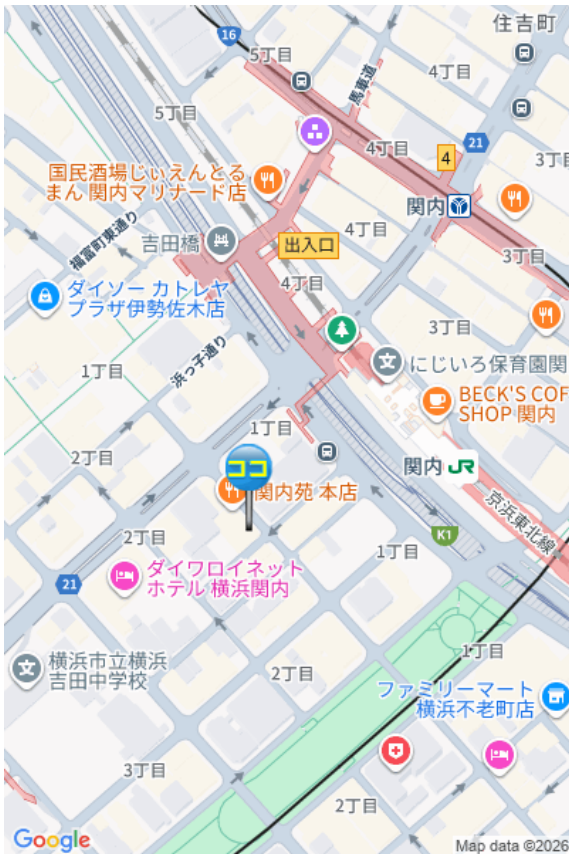 住吉町
16
5丁目
4丁目
馬車道
5丁目
21
4丁目
4
3丁目
国民酒場じぃえんとる
まん 関内マリナード店
関内
4丁目
福富町東通り
吉田橋
出入口
3丁目
4丁目
ダイソー カトレヤ
プラザ伊勢佐木店
3丁目
浜っ子通り
にじいろ保育園関
1丁目
BECK'S COF
SHOP 関内
1丁目
2丁目
ココ
関内 JR
関内苑 本店
京浜東北線
K1
2丁目
1丁目
21
ダイワロイネット
ホテル 横浜関内
1丁目
横浜市立横浜
吉田中学校
2丁目
ファミリーマート
横浜不老町店
3丁目
2丁目
Google
Map data ©2026